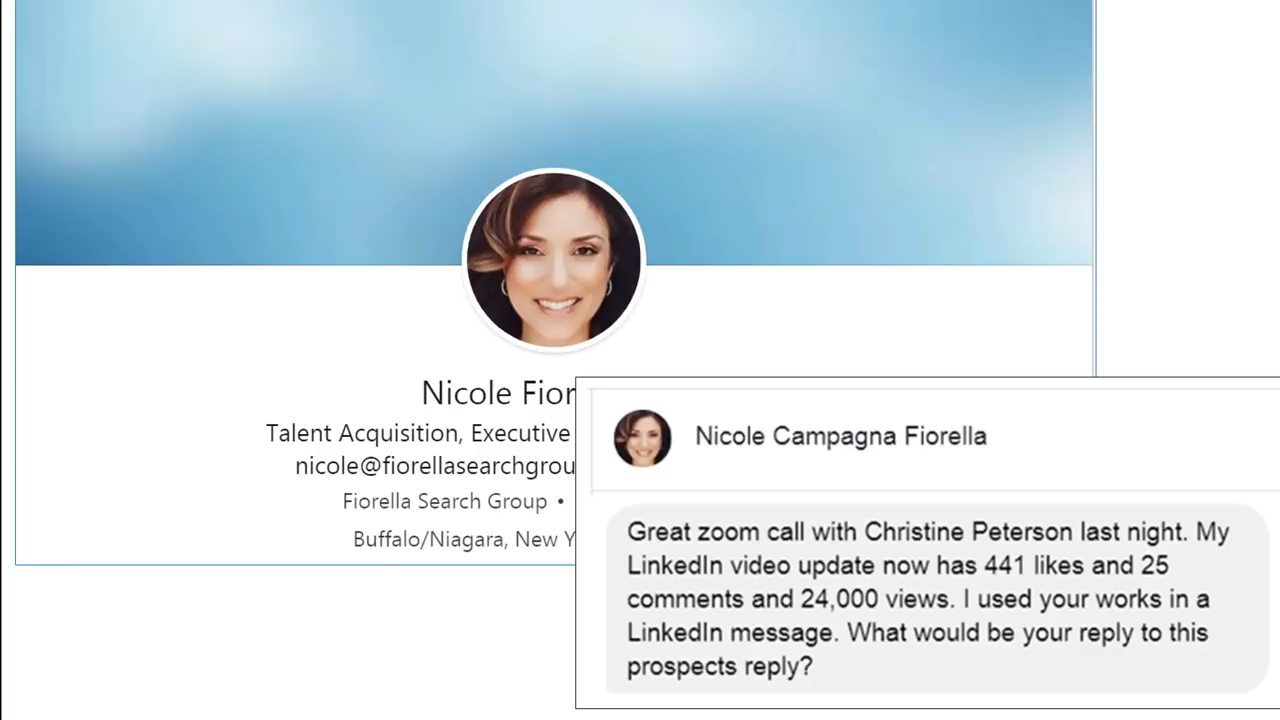 Nicole Fior
Talent Acquisition, Executive
nicole@fiorellasearchgrou
Fiorella Search Group •
Buffalo/Niagara, New Y
Nicole Campagna Fiorella
Great zoom call with Christine Peterson last night. My
LinkedIn video update now has 441 likes and 25
comments and 24,000 views. I used your works in a
LinkedIn message. What would be your reply to this
prospects reply?